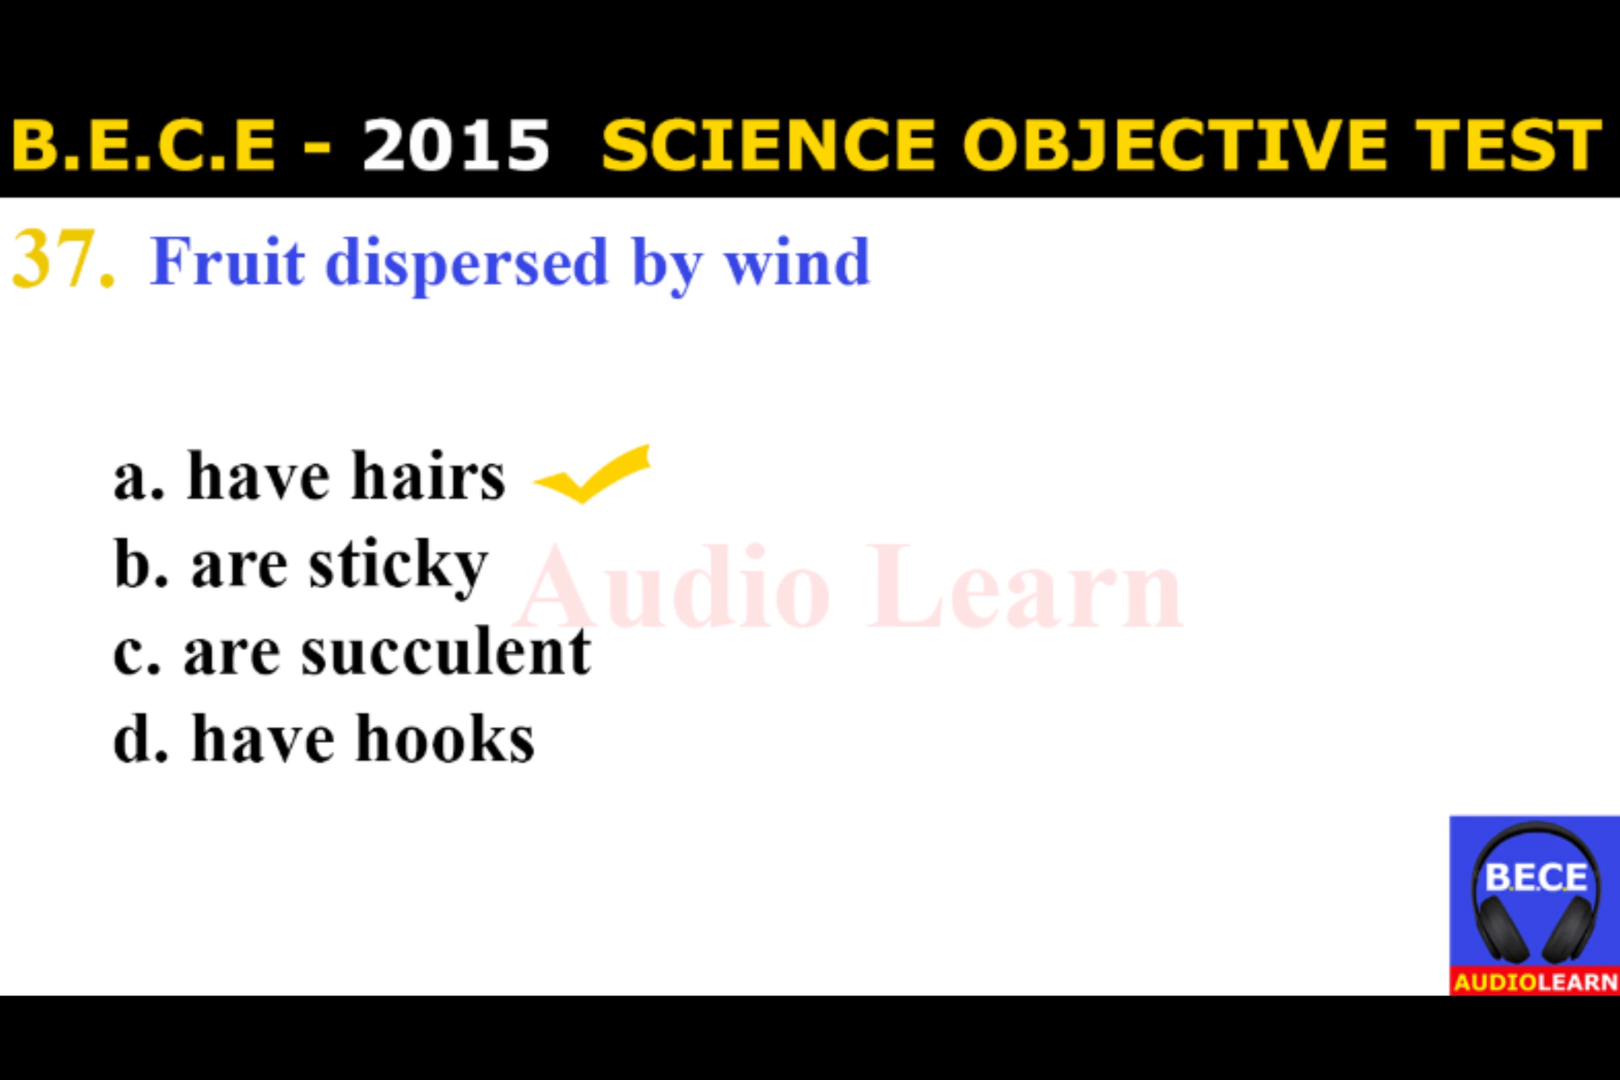 B.E.C.E - 2015 SCIENCE OBJECTIVE TEST
37. Fruit dispersed by wind
a. have hairs
b. are sticky
Audio Learn
c. are succulent
d. have hooks
B.E.C.E
AUDIOLEARN